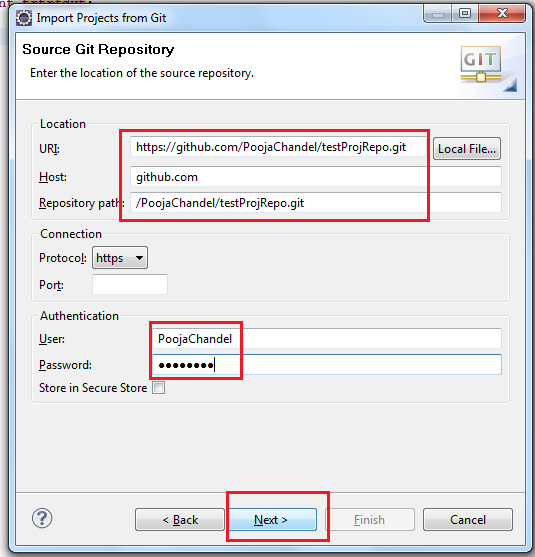 Import Projects from Git
Source Git Repository
Enter the location of the source repository.
GIT
Location
URI: https://github.com/PoojaChandel/testProjRepo.git Local File...
Host: github.com
Repository path: /PoojaChandel/testProjRepo.git
Connection
Protocol: https
Port:
Authentication
User: PoojaChandel
Password: ●●●●●●●●
Store in Secure Store
? < Back Next > Finish Cancel